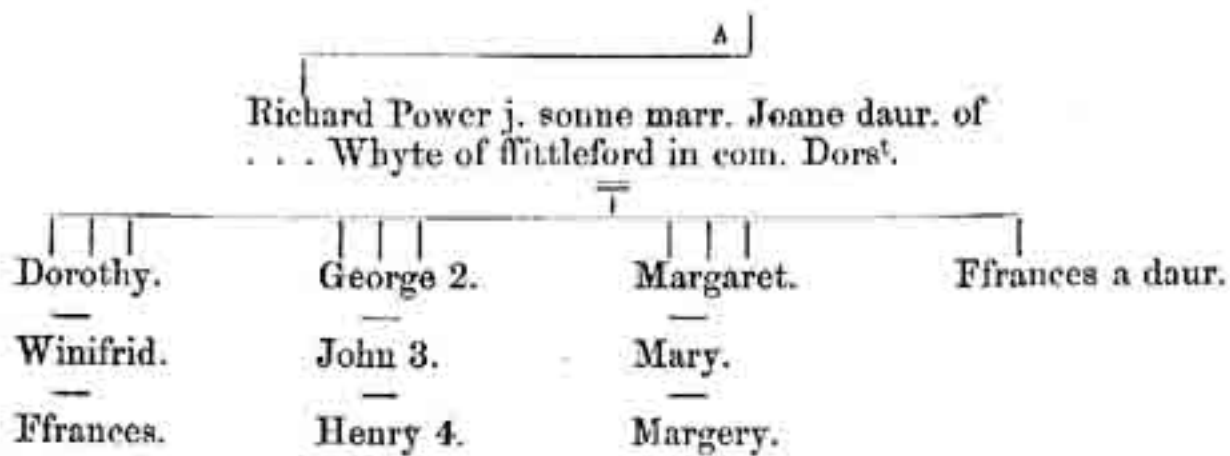 A
Richard Power j. sonne marr. Joane daur. of
. . . Whyte of ffittleford in com. Dorsᵗ.
Dorothy. George 2. Margaret. Ffrances a daur.
Winifrid. John 3. Mary.
Ffrances. Henry 4. Margery.